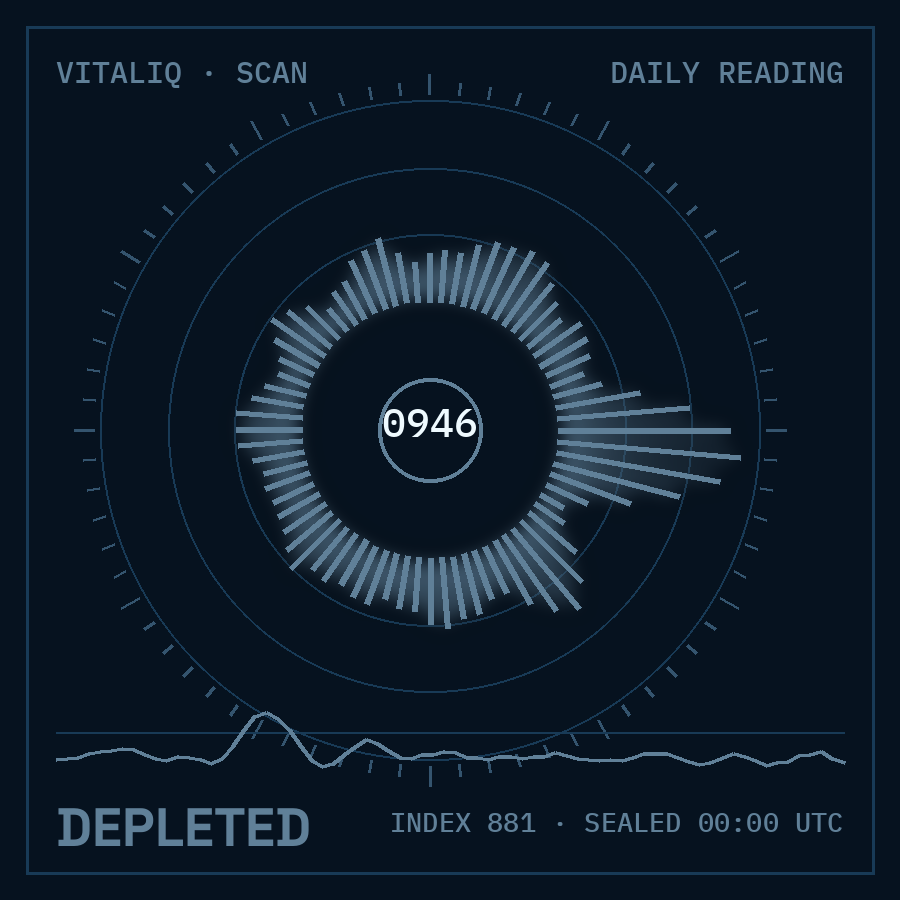 VITALIQ · SCAN
DAILY READING
0946
DEPLETED
INDEX 881 · SEALED 00:00 UTC